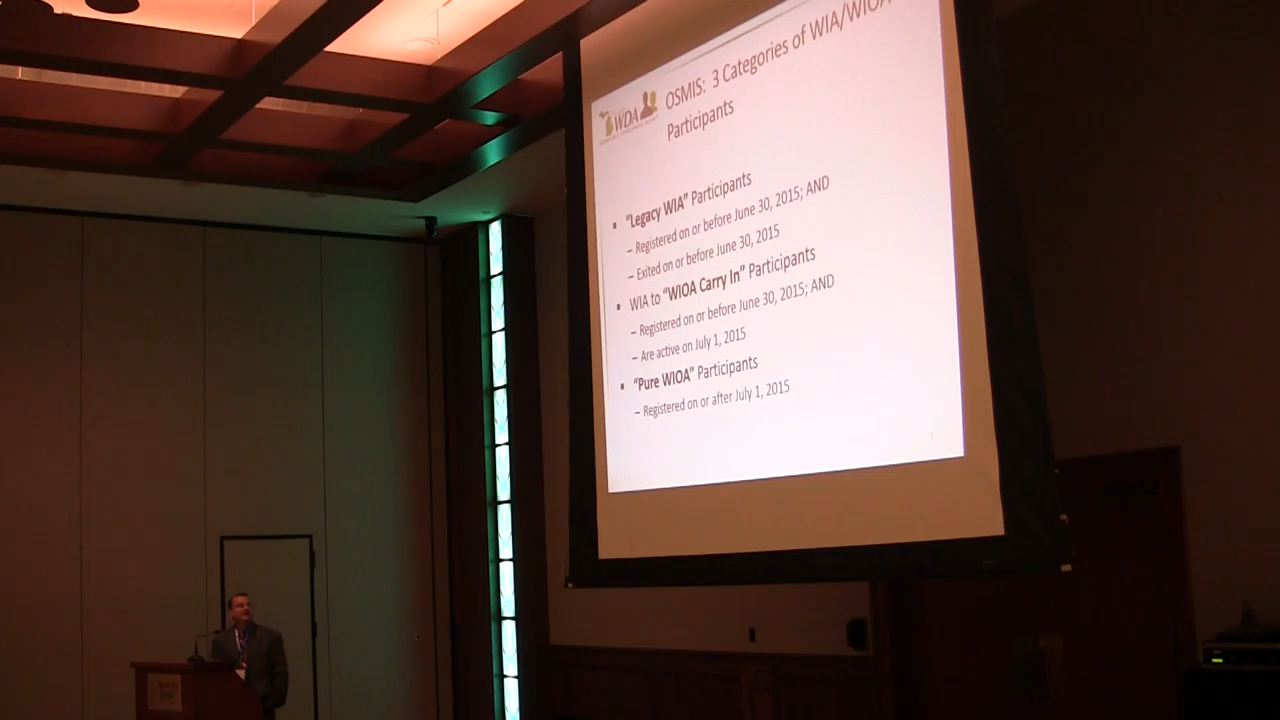 WDA
OSMIS: 3 Categories of WIA/WIOA
Participants
▪ “Legacy WIA” Participants
– Registered on or before June 30, 2015; AND
– Exited on or before June 30, 2015
▪ WIA to “WIOA Carry In” Participants
– Registered on or before June 30, 2015; AND
– Are active on July 1, 2015
▪ “Pure WIOA” Participants
– Registered on or after July 1, 2015